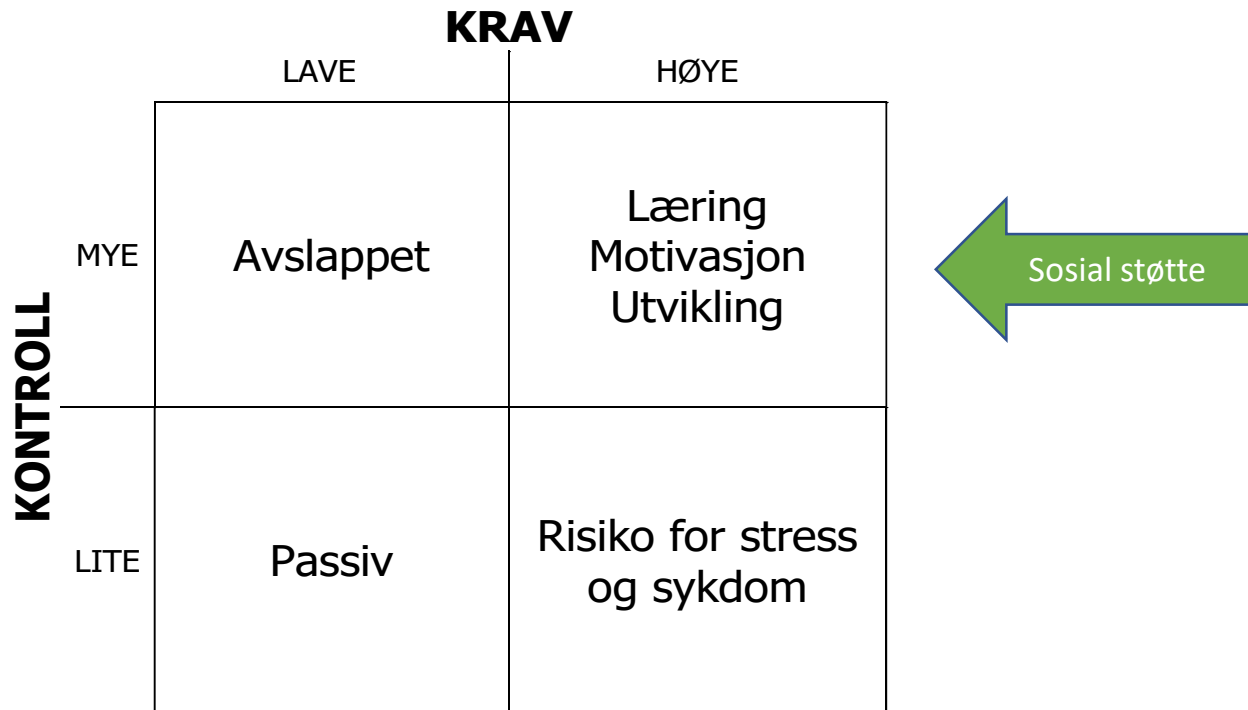 KRAV
LAVE
HØYE
KONTROLL
MYE
Avslappet
Læring
Motivasjon
Utvikling
Sosial støtte
LITE
Passiv
Risiko for stress
og sykdom